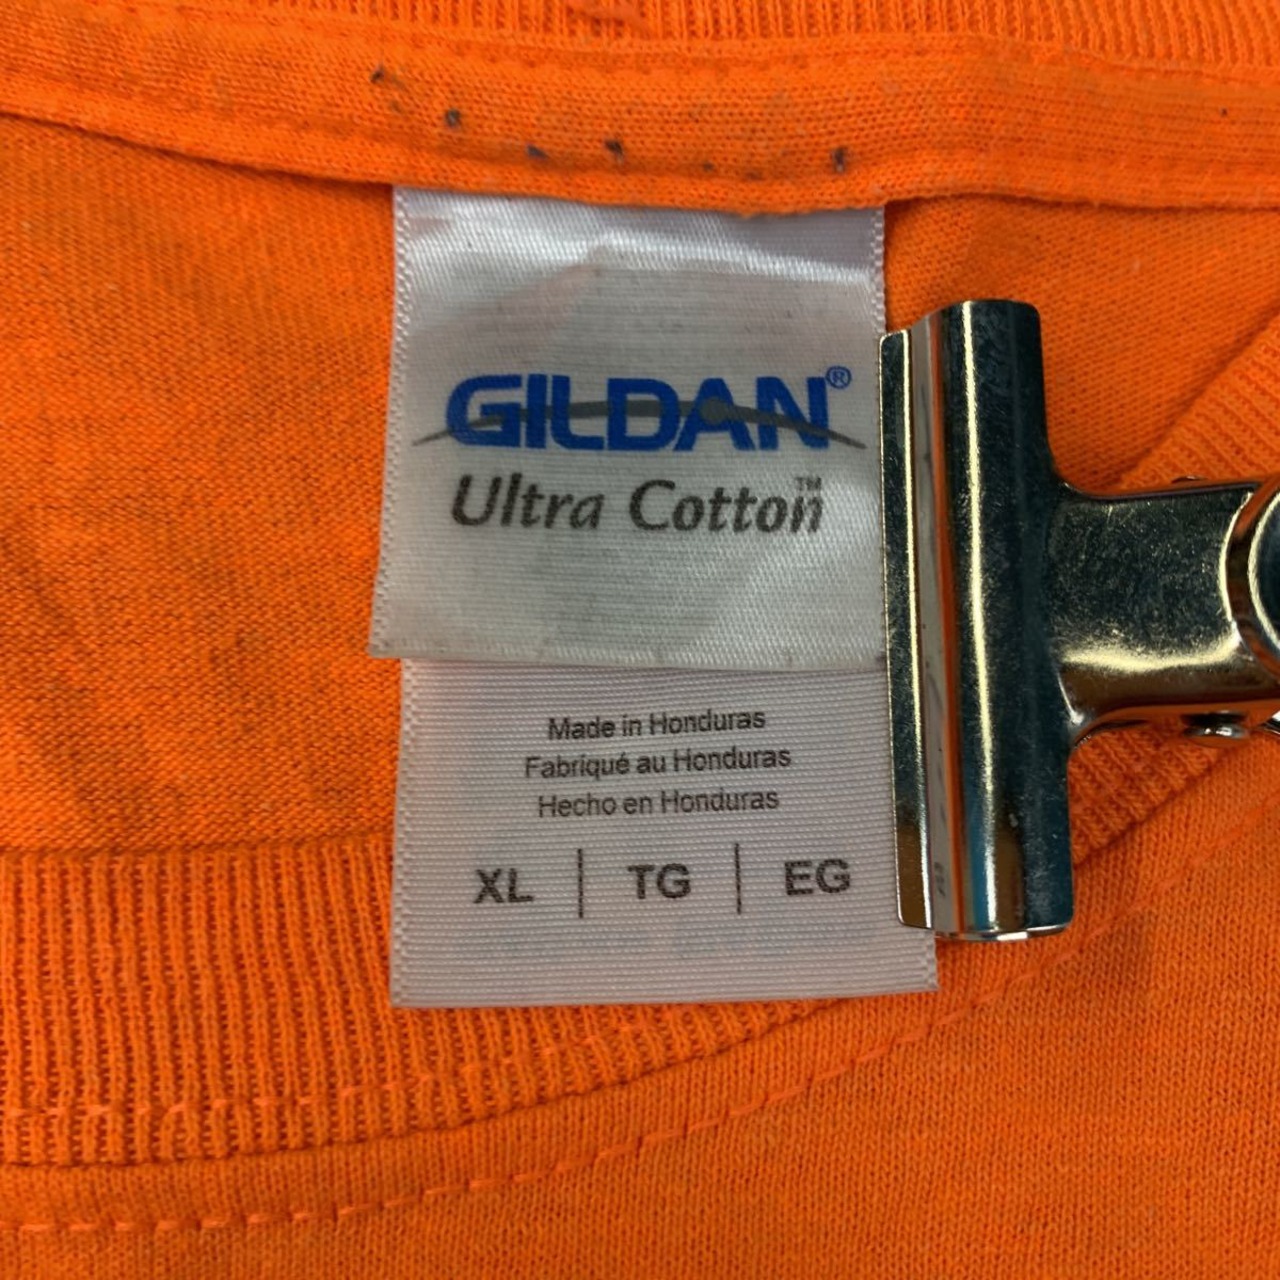 GILDAN®
Ultra Cotton™
Made in Honduras
Fabriqué au Honduras
Hecho en Honduras
XL | TG | EG